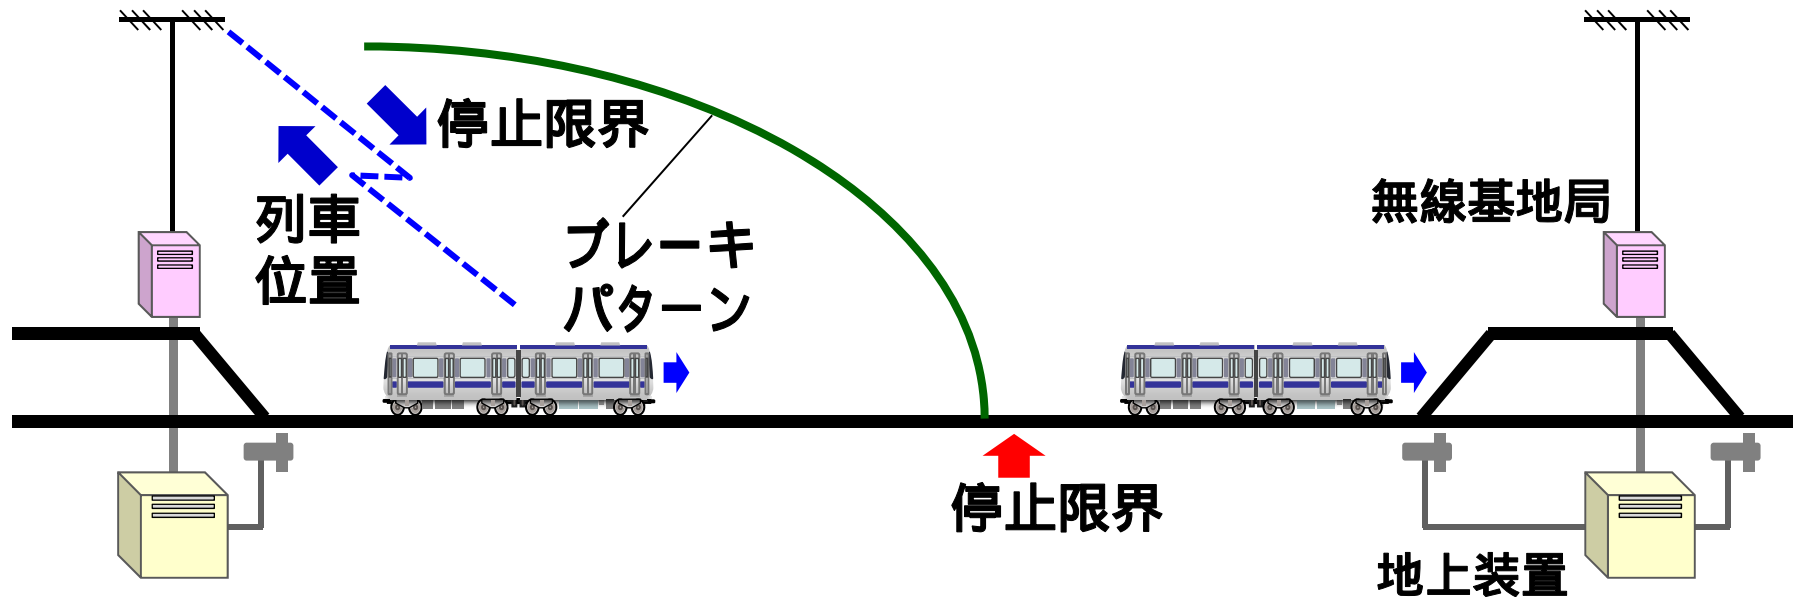 停止限界
列車
位置
ブレーキ
パターン
無線基地局
停止限界
地上装置